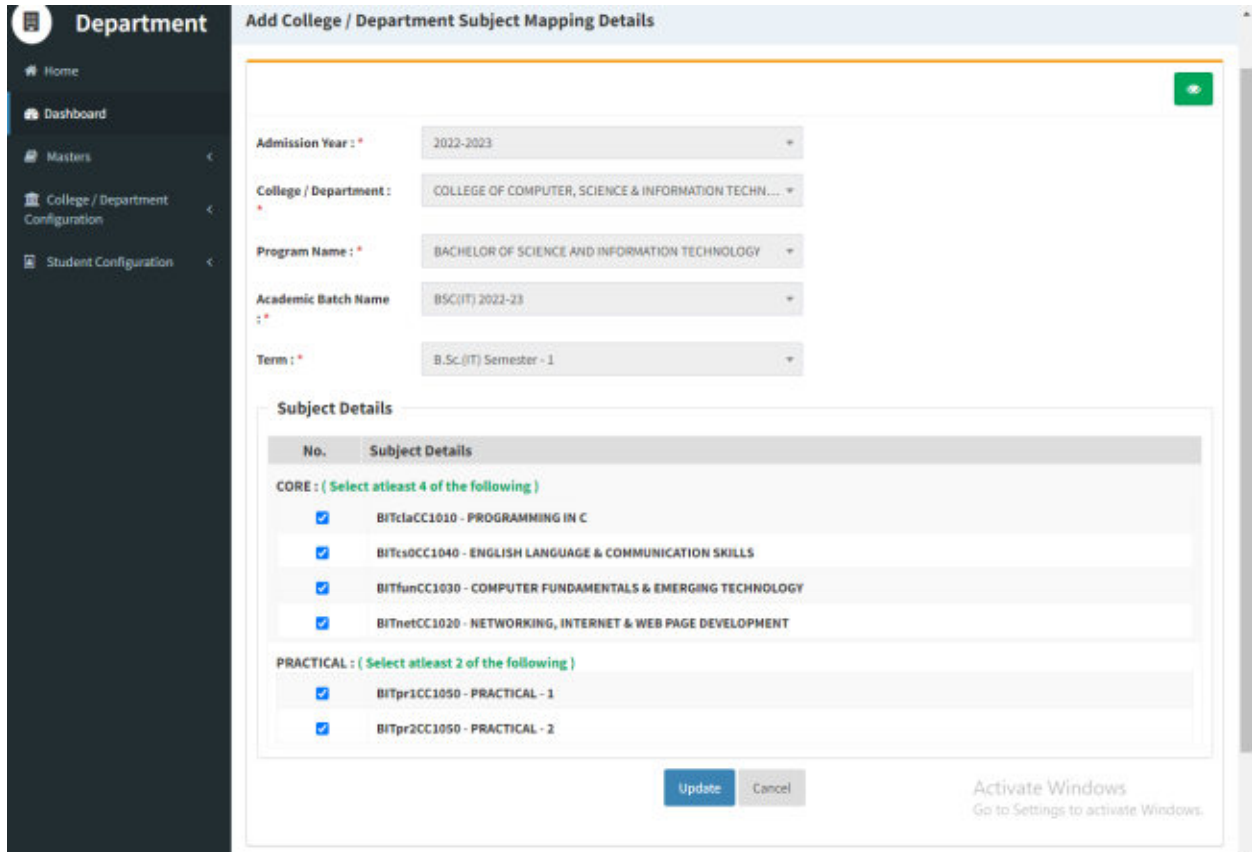 Department
Add College / Department Subject Mapping Details
Home
Dashboard
Masters
College / Department
Configuration
Student Configuration
Admission Year : * 2022-2023
College / Department : COLLEGE OF COMPUTER, SCIENCE & INFORMATION TECHN...
*
Program Name : * BACHELOR OF SCIENCE AND INFORMATION TECHNOLOGY
Academic Batch Name BSC(IT) 2022-23
: *
Term : * B.Sc.(IT) Semester - 1
Subject Details
No. Subject Details
CORE : ( Select atleast 4 of the following )
BITclaCC1010 - PROGRAMMING IN C
BITcs0CC1040 - ENGLISH LANGUAGE & COMMUNICATION SKILLS
BITfunCC1030 - COMPUTER FUNDAMENTALS & EMERGING TECHNOLOGY
BITnetCC1020 - NETWORKING, INTERNET & WEB PAGE DEVELOPMENT
PRACTICAL : ( Select atleast 2 of the following )
BITpr1CC1050 - PRACTICAL - 1
BITpr2CC1050 - PRACTICAL - 2
Update Cancel
Activate Windows
Go to Settings to activate Windows.